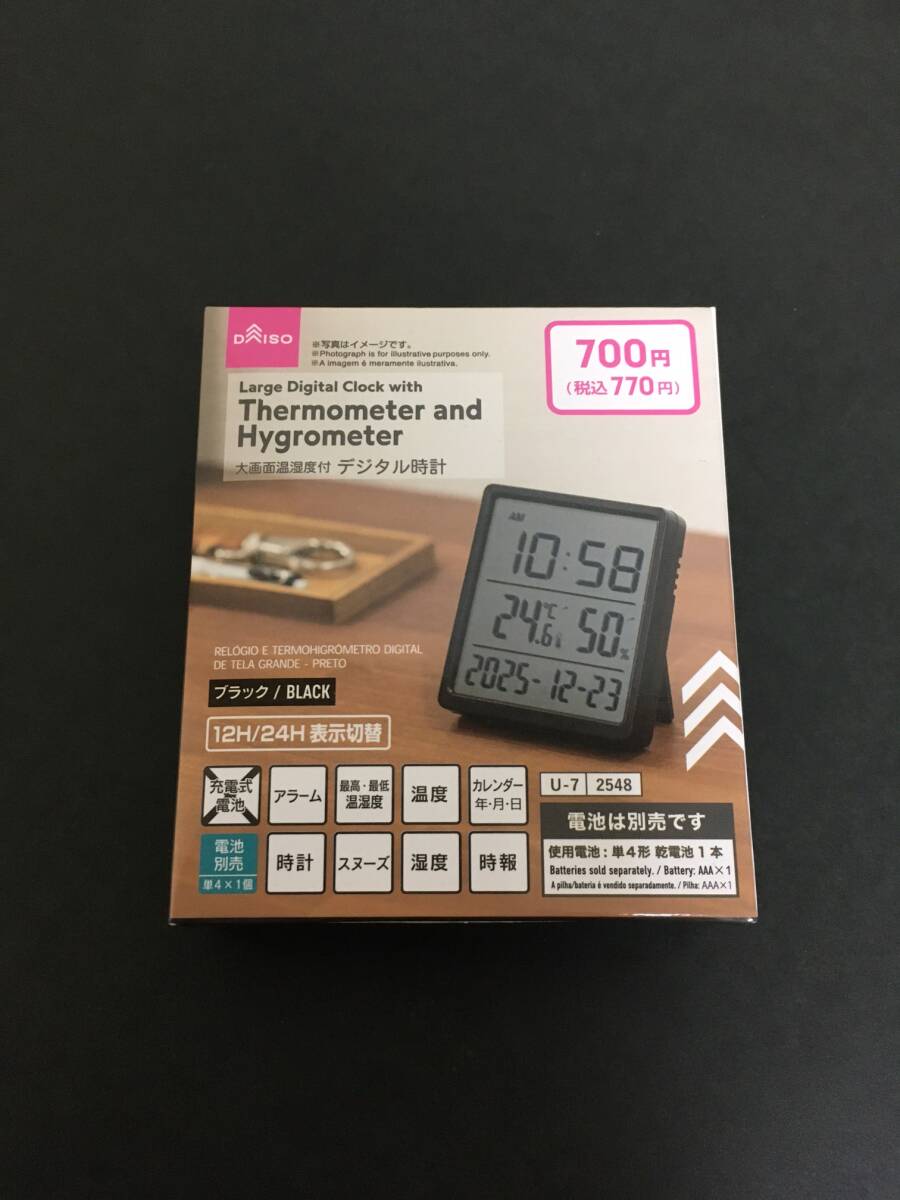 DAISO
※写真はイメージです。
※Photograph is for illustrative purposes only.
※A imagem é meramente ilustrativa.
700円
(税込770円)
Large Digital Clock with
Thermometer and
Hygrometer
大画面温湿度付 デジタル時計
AM
10:58
24.6℃ 50%
2025-12-23
RELÓGIO E TERMOHIGRÔMETRO DIGITAL
DE TELA GRANDE - PRETO
ブラック / BLACK
12H/24H 表示切替
充電式
電池
アラーム
最高・最低
温湿度
温度
カレンダー
年・月・日
電池
別売
単4×1個
時計
スヌーズ
湿度
時報
U-7 2548
電池は別売です
使用電池：単4形 乾電池1本
Batteries sold separately. / Battery: AAA×1
A pilha/bateria é vendido separadamente. / Pilha: AAA×1